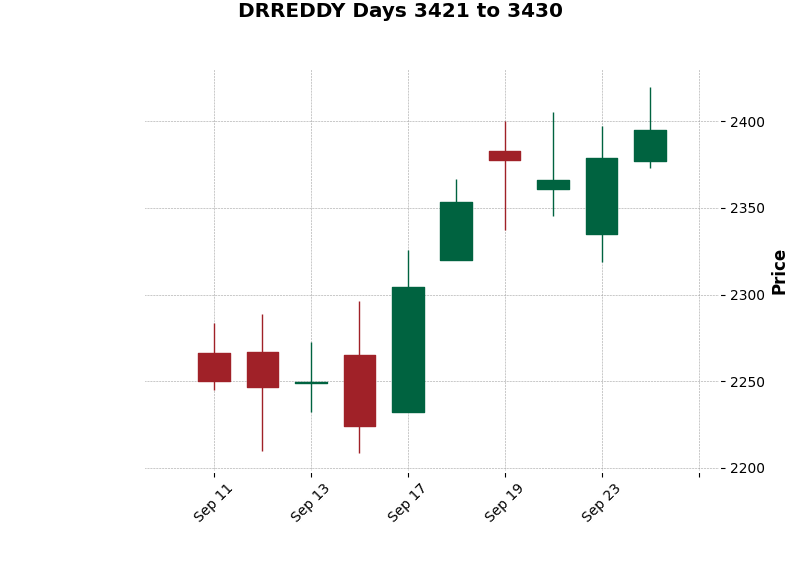 DRREDDY Days 3421 to 3430
2400
2350
2300
2250
2200
Price
Sep 11
Sep 13
Sep 17
Sep 19
Sep 23